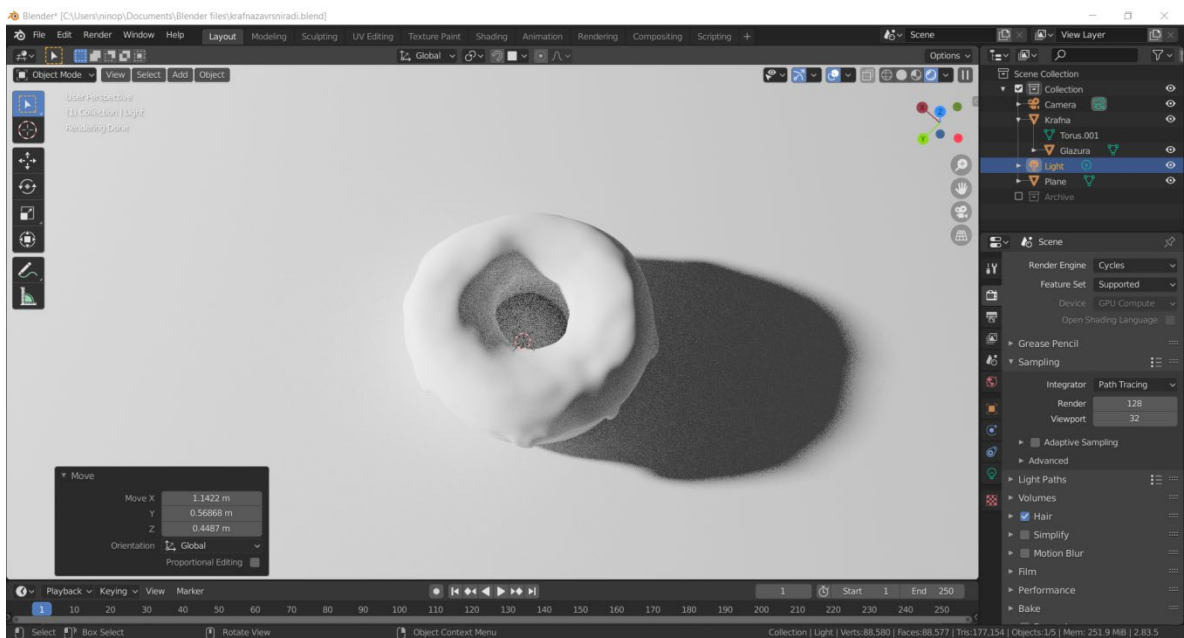 Blender* [C:\Users\ninop\Documents\Blender files\krafnazavrsniradi.blend]
File Edit Render Window Help Layout Modeling Sculpting UV Editing Texture Paint Shading Animation Rendering Compositing Scripting + Scene View Layer
Global Options
Object Mode View Select Add Object
User Perspective
(1) Collection | Light
Rendering Done
X
Z
Y
Move
Move X 1.1422 m
Y 0.56868 m
Z 0.4487 m
Orientation Global
Proportional Editing
Scene Collection
Collection
Camera
Krafna
Torus.001
Glazura
Light
Plane
Archive
Scene
Render Engine Cycles
Feature Set Supported
Device GPU Compute
Open Shading Language
Grease Pencil
Sampling
Integrator Path Tracing
Render 128
Viewport 32
Adaptive Sampling
Advanced
Light Paths
Volumes
Hair
Simplify
Motion Blur
Film
Performance
Bake
Playback Keying View Marker 1 Start 1 End 250
1 10 20 30 40 50 60 70 80 90 100 110 120 130 140 150 160 170 180 190 200 210 220 230 240 250
Select Box Select Rotate View Object Context Menu Collection | Light | Verts:88,580 | Faces:88,577 | Tris:177,154 | Objects:1/5 | Mem: 251.9 MiB | 2.83.5